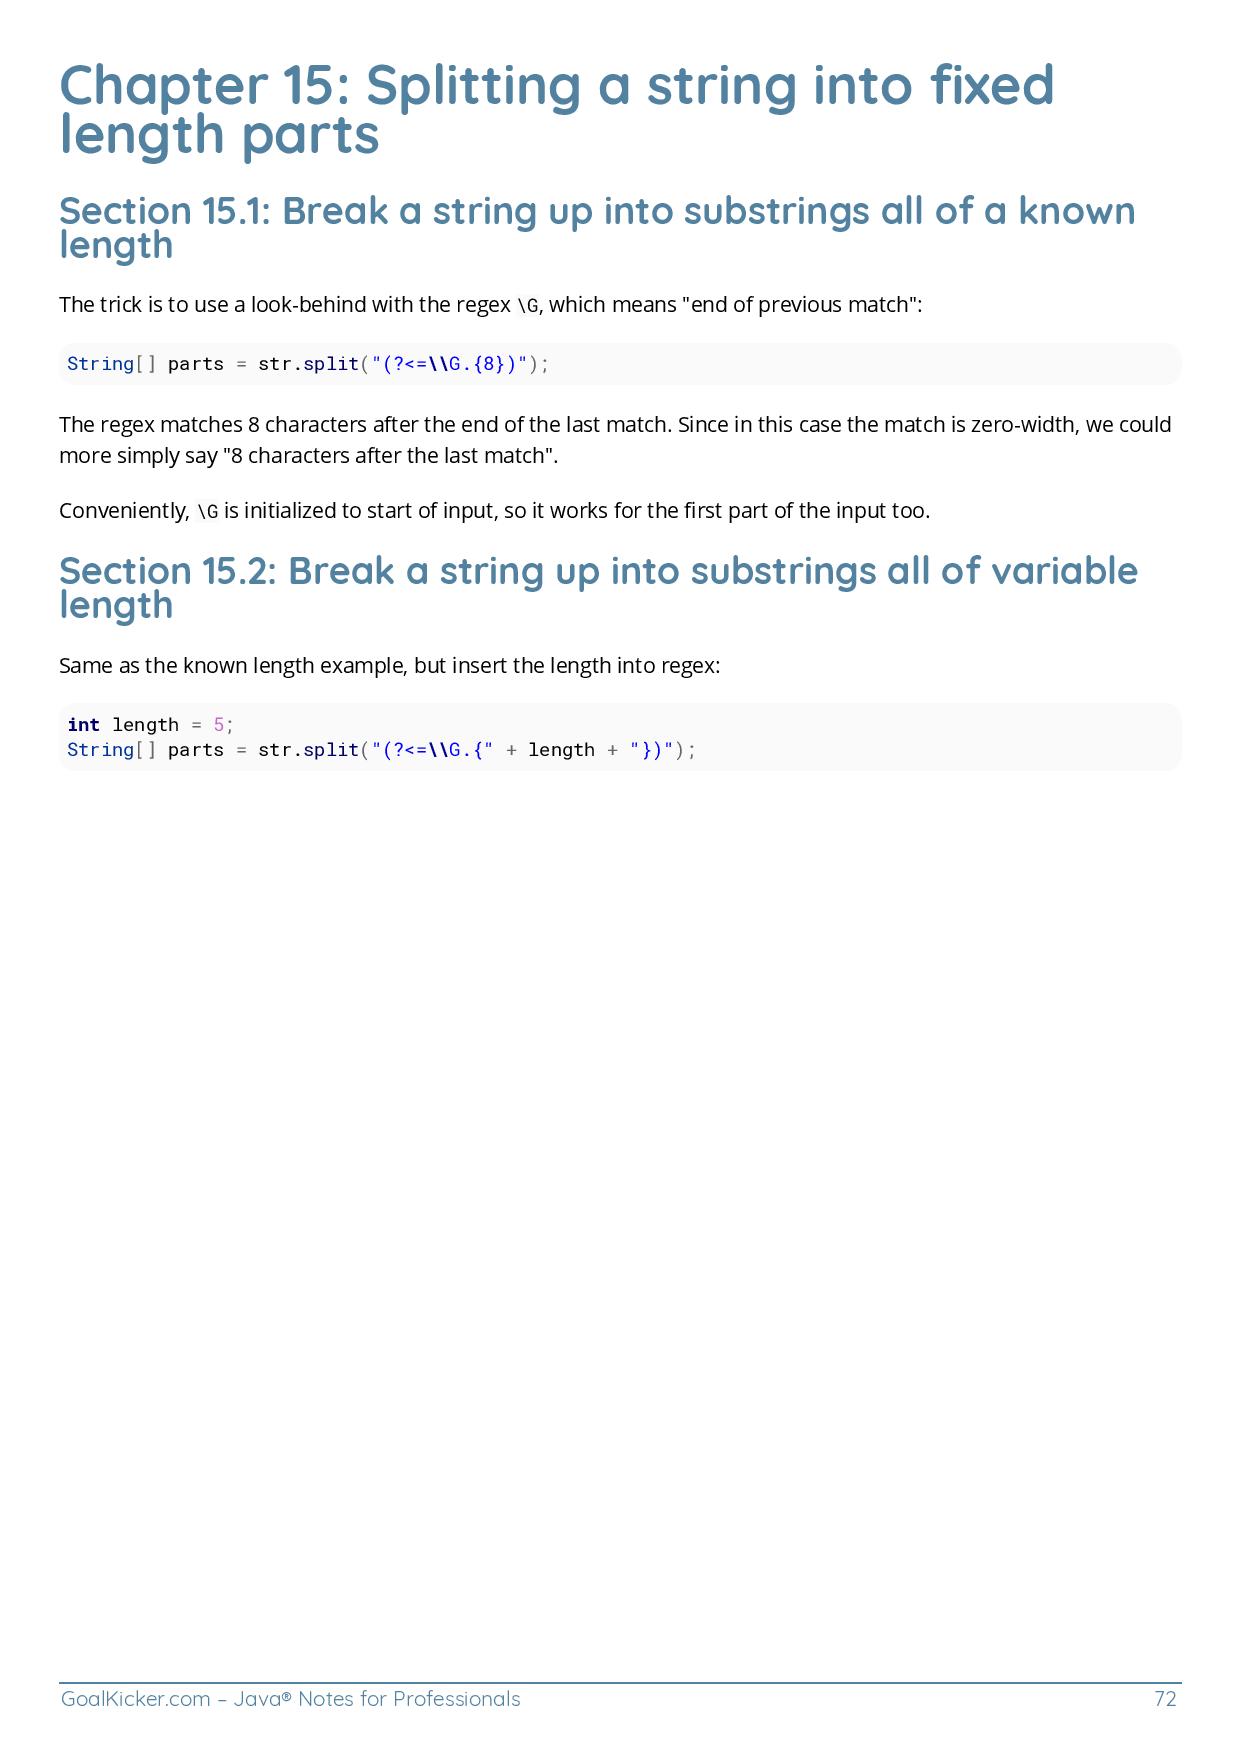 Chapter 15: Splitting a string into fixed
length parts
Section 15.1: Break a string up into substrings all of a known
length
The trick is to use a look-behind with the regex \G, which means "end of previous match":
String[] parts = str.split("(?<=\\G.{8})");
The regex matches 8 characters after the end of the last match. Since in this case the match is zero-width, we could
more simply say "8 characters after the last match".
Conveniently, \G is initialized to start of input, so it works for the first part of the input too.
Section 15.2: Break a string up into substrings all of variable
length
Same as the known length example, but insert the length into regex:
int length = 5;
String[] parts = str.split("(?<=\\G.{" + length + "})");
GoalKicker.com – Java® Notes for Professionals 72